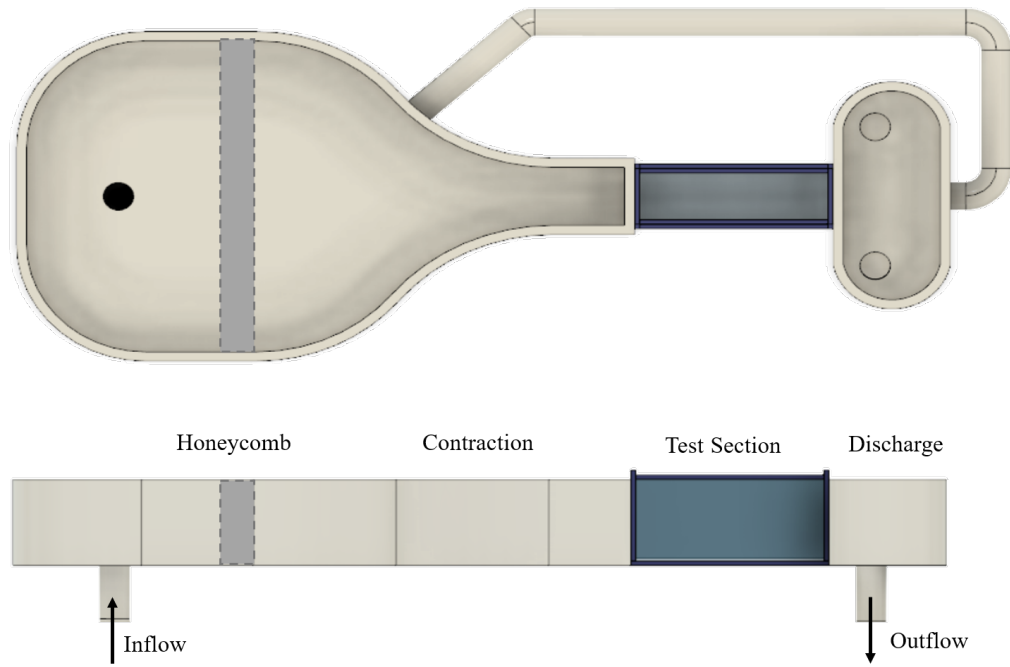 Honeycomb
Contraction
Test Section
Discharge
Inflow
Outflow